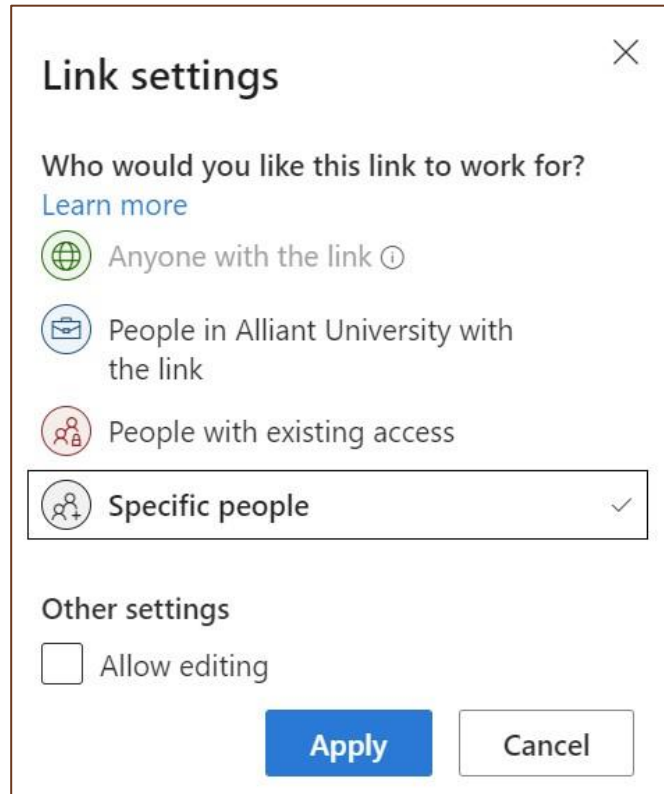 Link settings
Who would you like this link to work for?
Learn more
Anyone with the link
People in Alliant University with
the link
People with existing access
Specific people
Other settings
Allow editing
Apply
Cancel